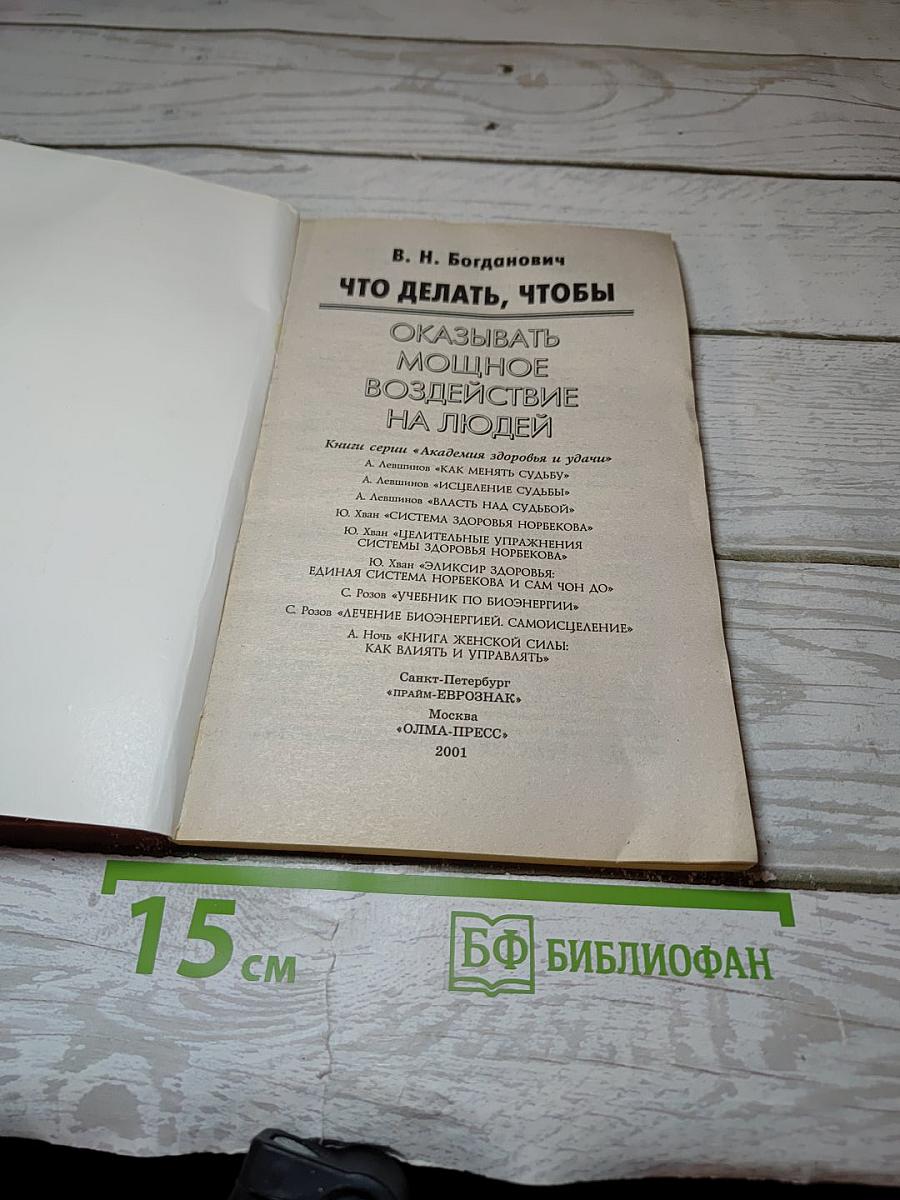 В. Н. Богданович
ЧТО ДЕЛАТЬ, ЧТОБЫ
ОКАЗЫВАТЬ
МОЩНОЕ
ВОЗДЕЙСТВИЕ
НА ЛЮДЕЙ
Книги серии «Академия здоровья и удачи»
А. Левшинов «КАК МЕНЯТЬ СУДЬБУ»
А. Левшинов «ИСЦЕЛЕНИЕ СУДЬБЫ»
А. Левшинов «ВЛАСТЬ НАД СУДЬБОЙ»
Ю. Хван «СИСТЕМА ЗДОРОВЬЯ НОРБЕКОВА»
Ю. Хван «ЦЕЛИТЕЛЬНЫЕ УПРАЖНЕНИЯ
СИСТЕМЫ ЗДОРОВЬЯ НОРБЕКОВА»
Ю. Хван «ЭЛИКСИР ЗДОРОВЬЯ:
ЕДИНАЯ СИСТЕМА НОРБЕКОВА И САМ ЧОН ДО»
С. Розов «УЧЕБНИК ПО БИОЭНЕРГИИ»
С. Розов «ЛЕЧЕНИЕ БИОЭНЕРГИЕЙ. САМОИСЦЕЛЕНИЕ»
А. Ночь «КНИГА ЖЕНСКОЙ СИЛЫ:
КАК ВЛИЯТЬ И УПРАВЛЯТЬ»
Санкт-Петербург
«ПРАЙМ-ЕВРОЗНАК»
Москва
«ОЛМА-ПРЕСС»
2001
15 см
БФ БИБЛИОФАН